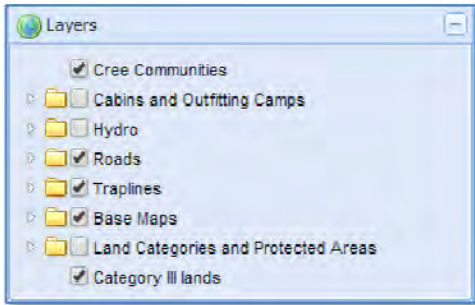 Layers
Cree Communities
Cabins and Outfitting Camps
Hydro
Roads
Traplines
Base Maps
Land Categories and Protected Areas
Category III lands